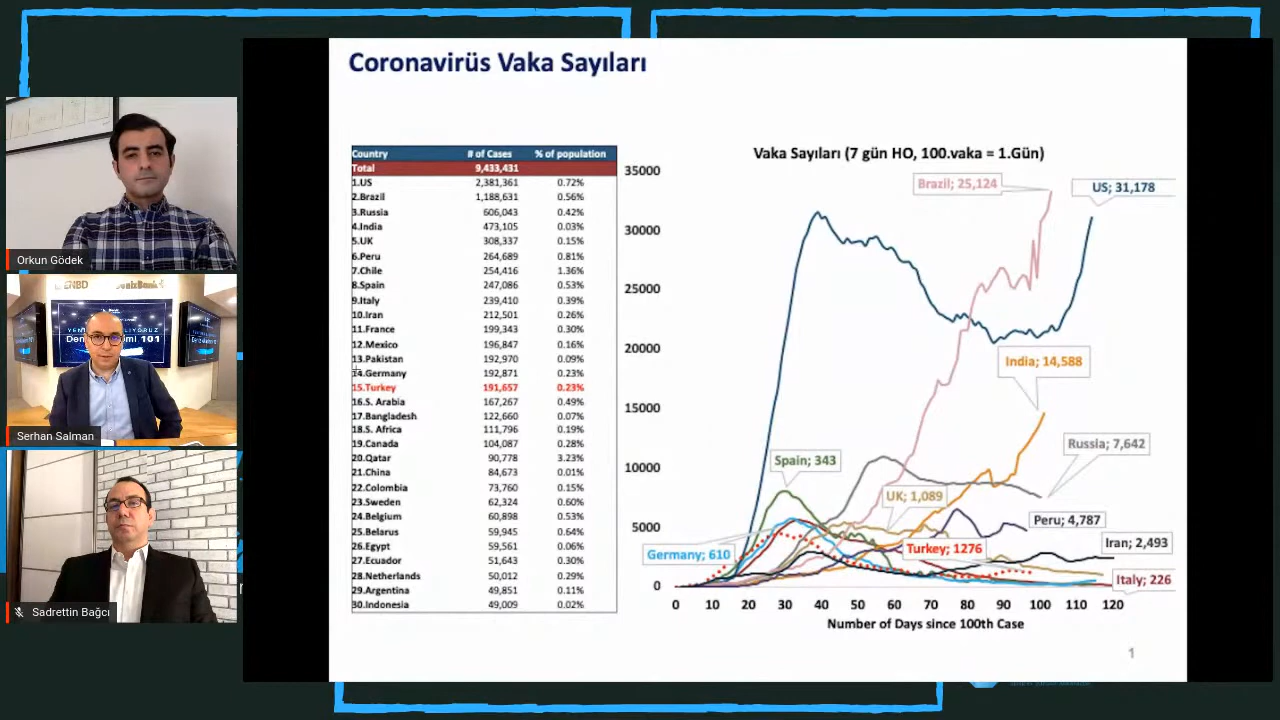 Coronavirüs Vaka Sayıları
Country # of Cases % of population
Total 9,433,431
1.US 2,381,361 0.72%
2.Brazil 1,188,631 0.56%
3.Russia 606,043 0.42%
4.India 473,105 0.03%
5.UK 308,337 0.15%
6.Peru 264,689 0.81%
7.Chile 254,416 1.36%
8.Spain 247,086 0.53%
9.Italy 239,410 0.39%
10.Iran 212,501 0.26%
11.France 199,343 0.30%
12.Mexico 196,847 0.16%
13.Pakistan 192,970 0.09%
14.Germany 192,871 0.23%
15.Turkey 191,657 0.23%
16.S. Arabia 167,267 0.49%
17.Bangladesh 122,660 0.07%
18.S. Africa 111,796 0.19%
19.Canada 104,087 0.28%
20.Qatar 90,778 3.23%
21.China 84,673 0.01%
22.Colombia 73,760 0.15%
23.Sweden 62,324 0.60%
24.Belgium 60,898 0.53%
25.Belarus 59,945 0.64%
26.Egypt 59,561 0.06%
27.Ecuador 51,643 0.30%
28.Netherlands 50,012 0.29%
29.Argentina 49,851 0.11%
30.Indonesia 49,009 0.02%
Vaka Sayıları (7 gün HO, 100.vaka = 1.Gün)
35000
30000
25000
20000
15000
10000
5000
0
Brazil; 25,124
US; 31,178
India; 14,588
Russia; 7,642
Spain; 343
UK; 1,089
Peru; 4,787
Iran; 2,493
Germany; 610
Turkey; 1276
Italy; 226
0 10 20 30 40 50 60 70 80 90 100 110 120
Number of Days since 100th Case
1
Orkun Gödek
Serhan Salman
Sadrettin Bağcı